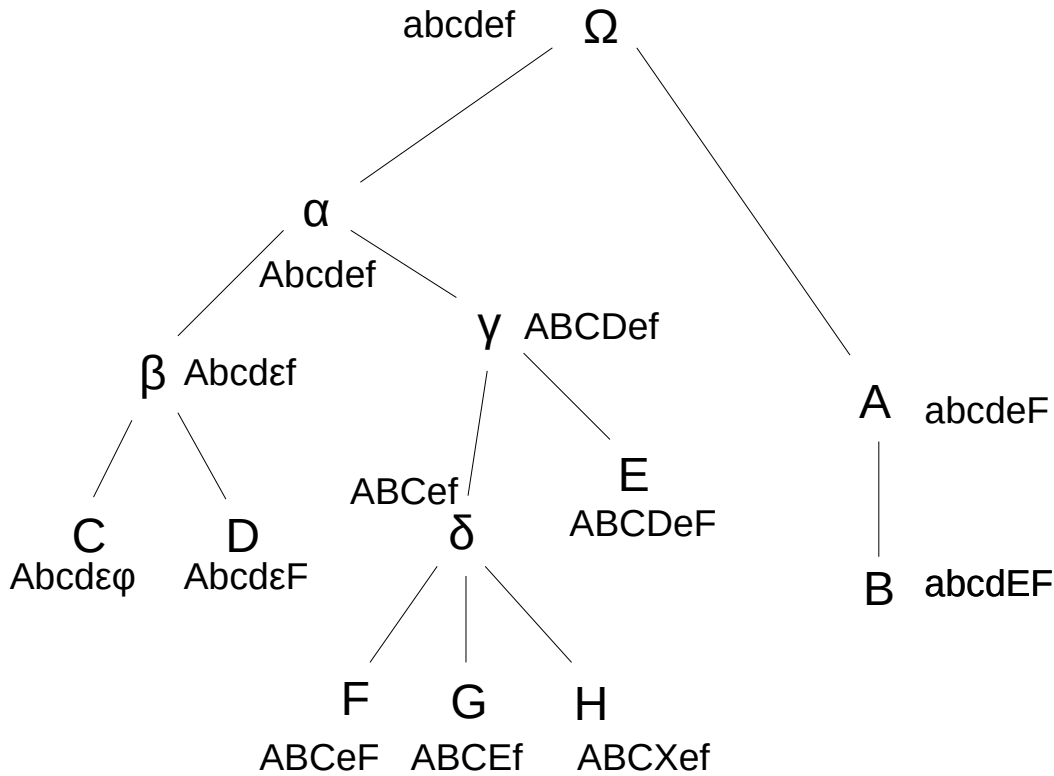 abcdef Ω
α
Abcdef
γ ABCDef
β Abcdεf
A abcdeF
ABCef
E
ABCDeF
δ
C
Abcdεφ
D
AbcdεF
B abcdEF
F
ABCeF
G
ABCEf
H
ABCXef